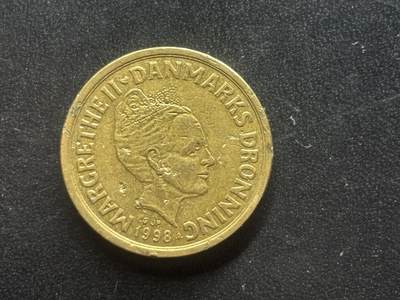 MARGRETHE II DANMARKS DRONNING
1998